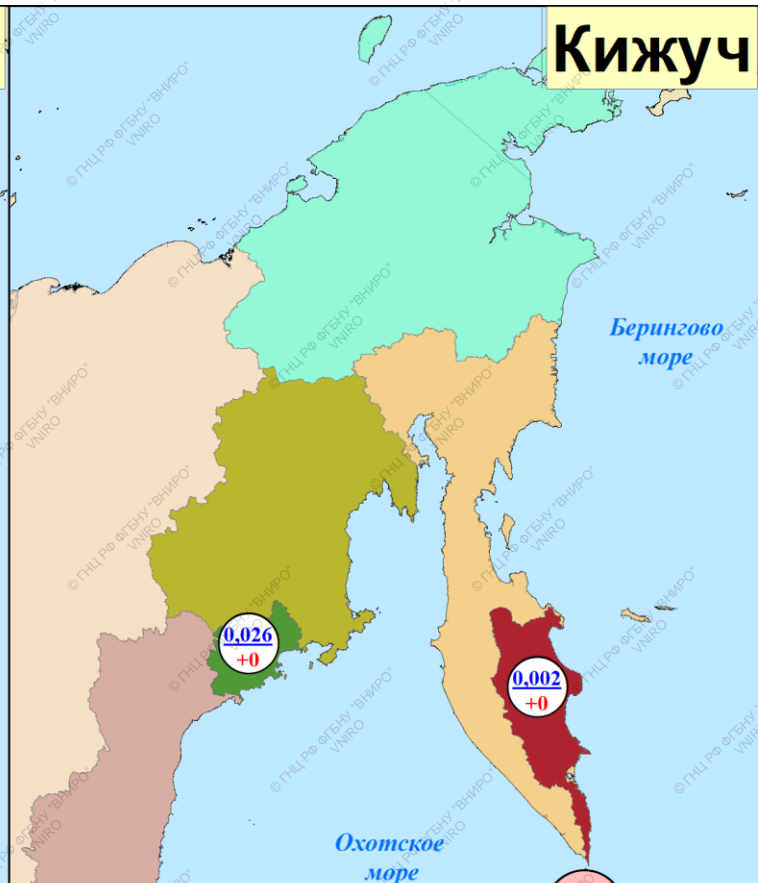 Кижуч
Берингово
море
0,026
+0
0,002
+0
Охотское
море
© ГНЦ РФ ФГБНУ "ВНИРО"
VNIRO